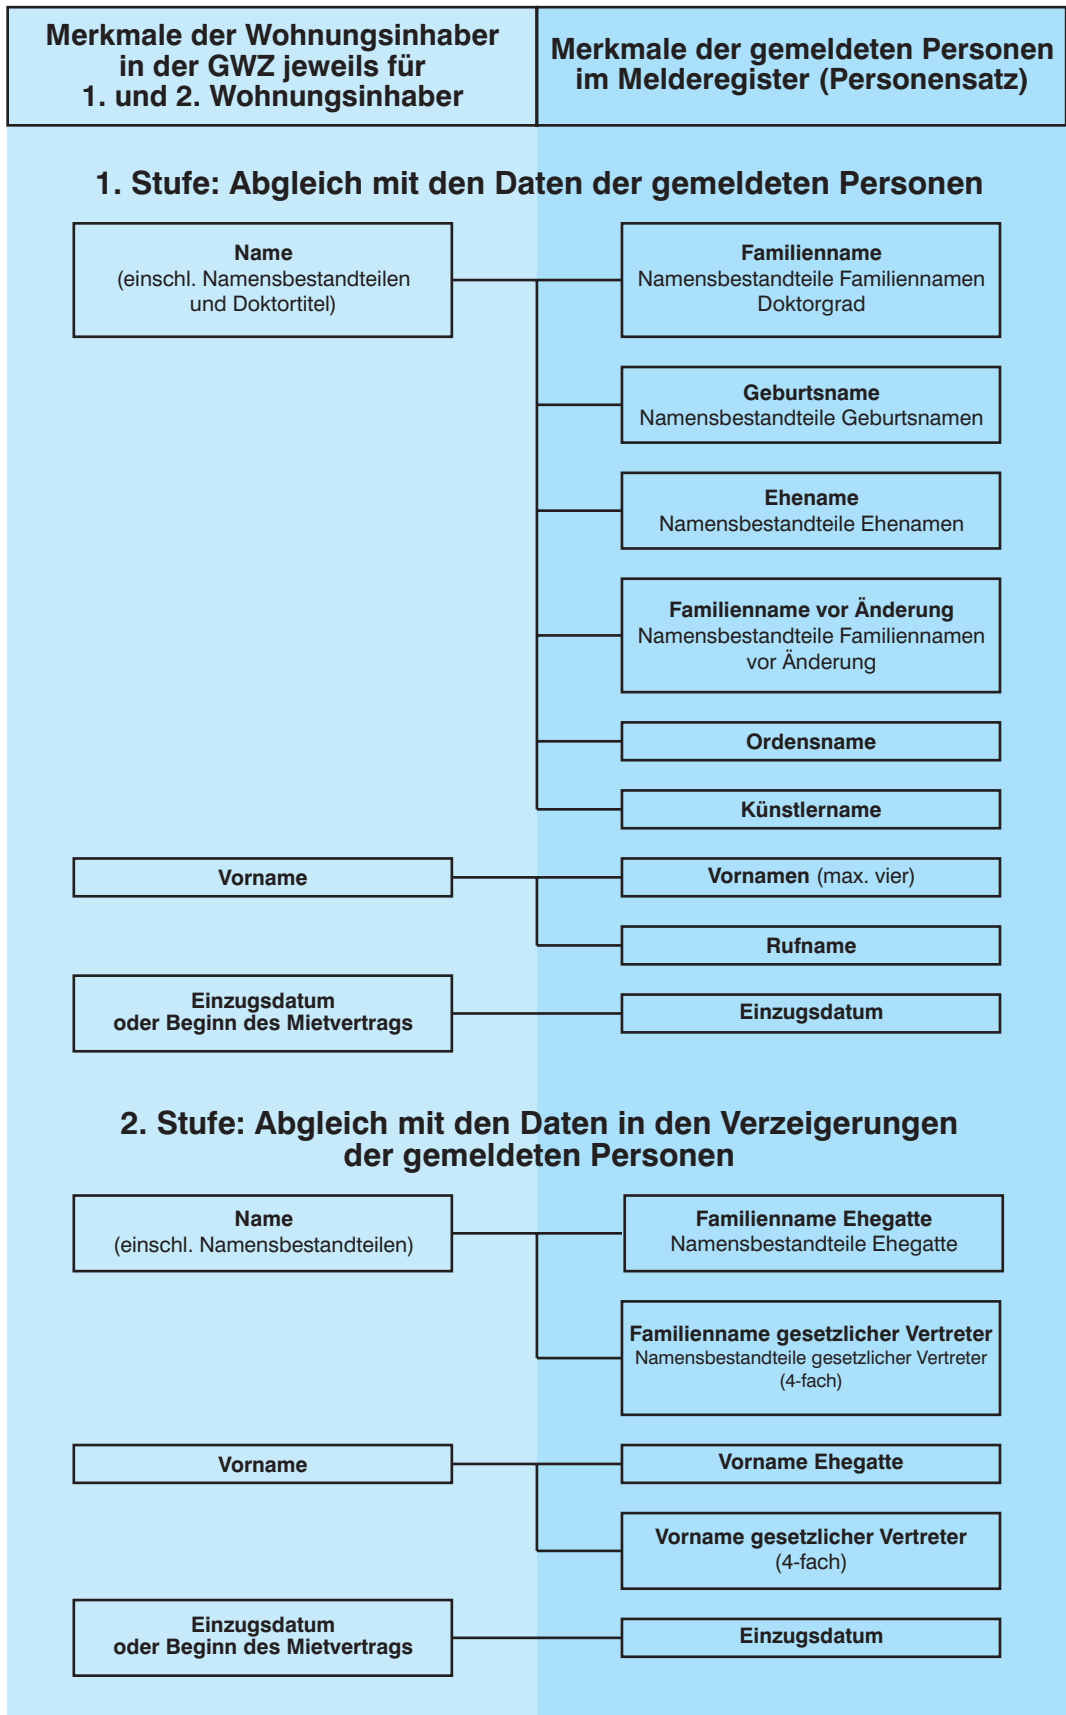 Merkmale der Wohnungsinhaber
in der GWZ jeweils für
1. und 2. Wohnungsinhaber
Merkmale der gemeldeten Personen
im Melderegister (Personensatz)
1. Stufe: Abgleich mit den Daten der gemeldeten Personen
Name
(einschl. Namensbestandteilen
und Doktortitel)
Familienname
Namensbestandteile Familiennamen
Doktorgrad
Geburtsname
Namensbestandteile Geburtsnamen
Ehename
Namensbestandteile Ehenamen
Familienname vor Änderung
Namensbestandteile Familiennamen
vor Änderung
Ordensname
Künstlername
Vorname
Vornamen (max. vier)
Rufname
Einzugsdatum
oder Beginn des Mietvertrags
Einzugsdatum
2. Stufe: Abgleich mit den Daten in den Verzeigerungen
der gemeldeten Personen
Name
(einschl. Namensbestandteilen)
Familienname Ehegatte
Namensbestandteile Ehegatte
Familienname gesetzlicher Vertreter
Namensbestandteile gesetzlicher Vertreter
(4-fach)
Vorname
Vorname Ehegatte
Vorname gesetzlicher Vertreter
(4-fach)
Einzugsdatum
oder Beginn des Mietvertrags
Einzugsdatum